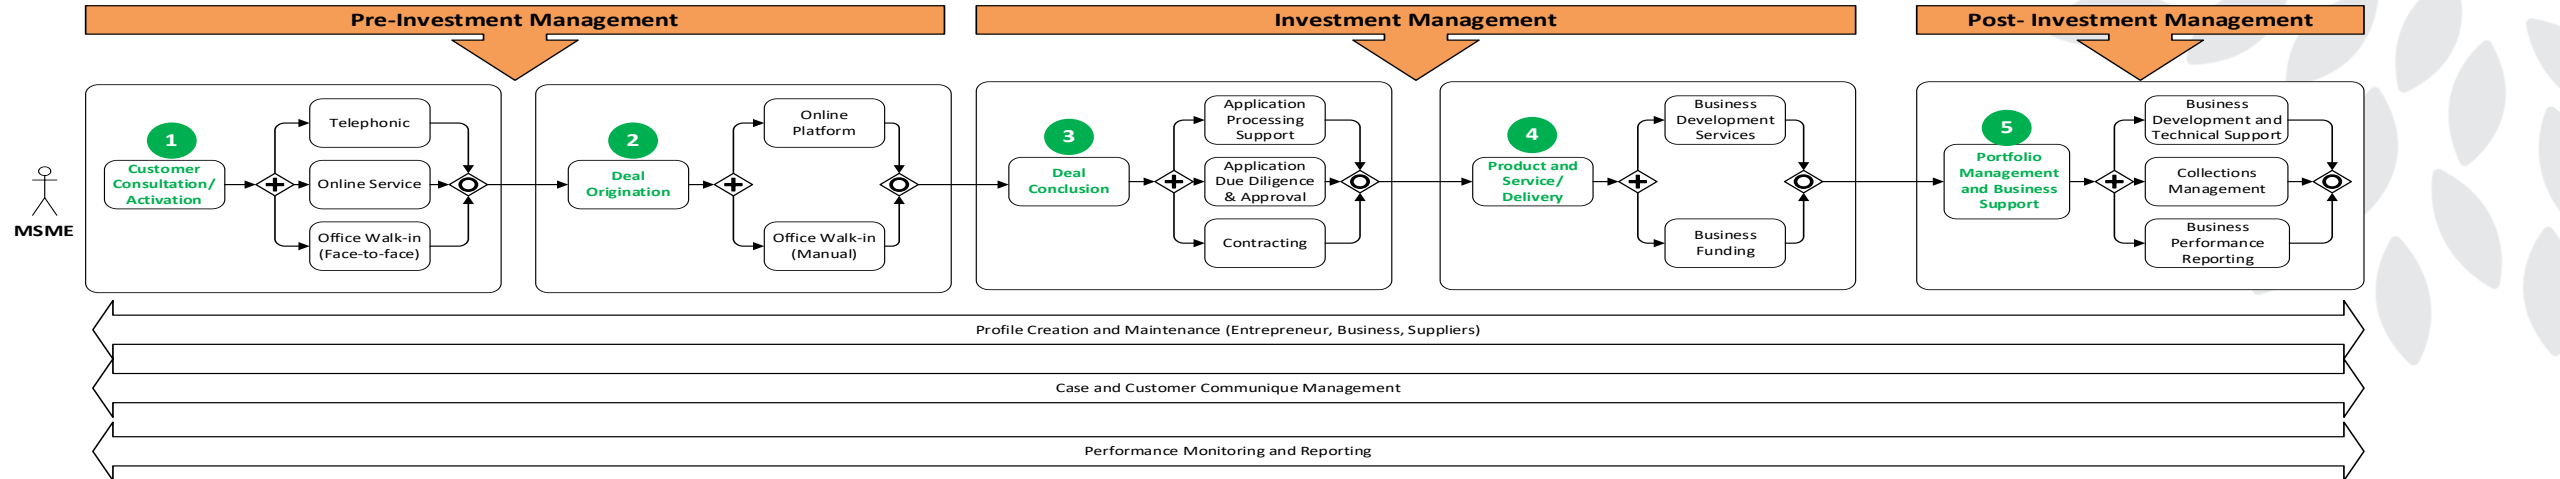 Pre-Investment Management
Investment Management
Post- Investment Management
MSME
1
Customer
Consultation/
Activation
Telephonic
Online Service
Office Walk-in
(Face-to-face)
2
Deal
Origination
Online
Platform
Office Walk-in
(Manual)
3
Deal
Conclusion
Application
Processing
Support
Application
Due Diligence
& Approval
Contracting
4
Product and
Service/
Delivery
Business
Development
Services
Business
Funding
5
Portfolio
Management
and Business
Support
Business
Development and
Technical Support
Collections
Management
Business
Performance
Reporting
Profile Creation and Maintenance (Entrepreneur, Business, Suppliers)
Case and Customer Communique Management
Performance Monitoring and Reporting